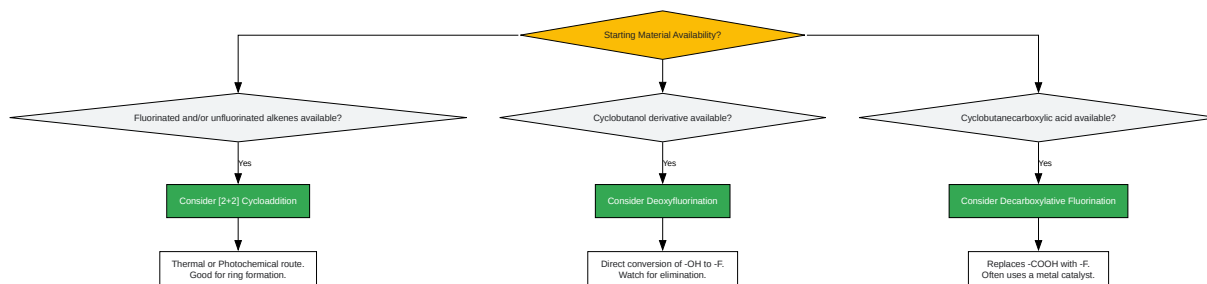 Starting Material Availability?
Fluorinated and/or unfluorinated alkenes available?
Cyclobutanol derivative available?
Cyclobutanecarboxylic acid available?
Yes
Yes
Yes
Consider [2+2] Cycloaddition
Consider Deoxyfluorination
Consider Decarboxylative Fluorination
Thermal or Photochemical route.
Good for ring formation.
Direct conversion of -OH to -F.
Watch for elimination.
Replaces -COOH with -F.
Often uses a metal catalyst.